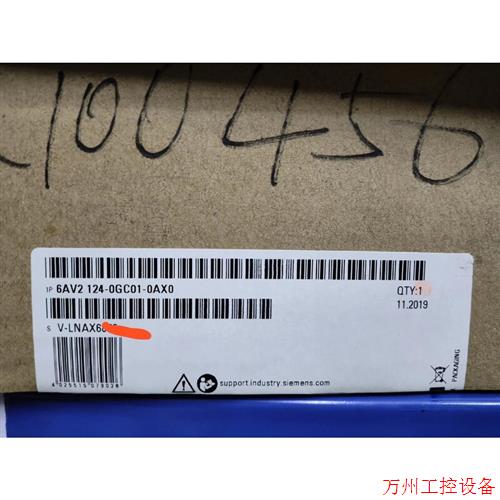 100456
1P 6AV2 124-0GC01-0AX0
QTY:1
11.2019
S V-LNAX6
4025515079026
support.industry.siemens.com
PACKAGING
万州工控设备